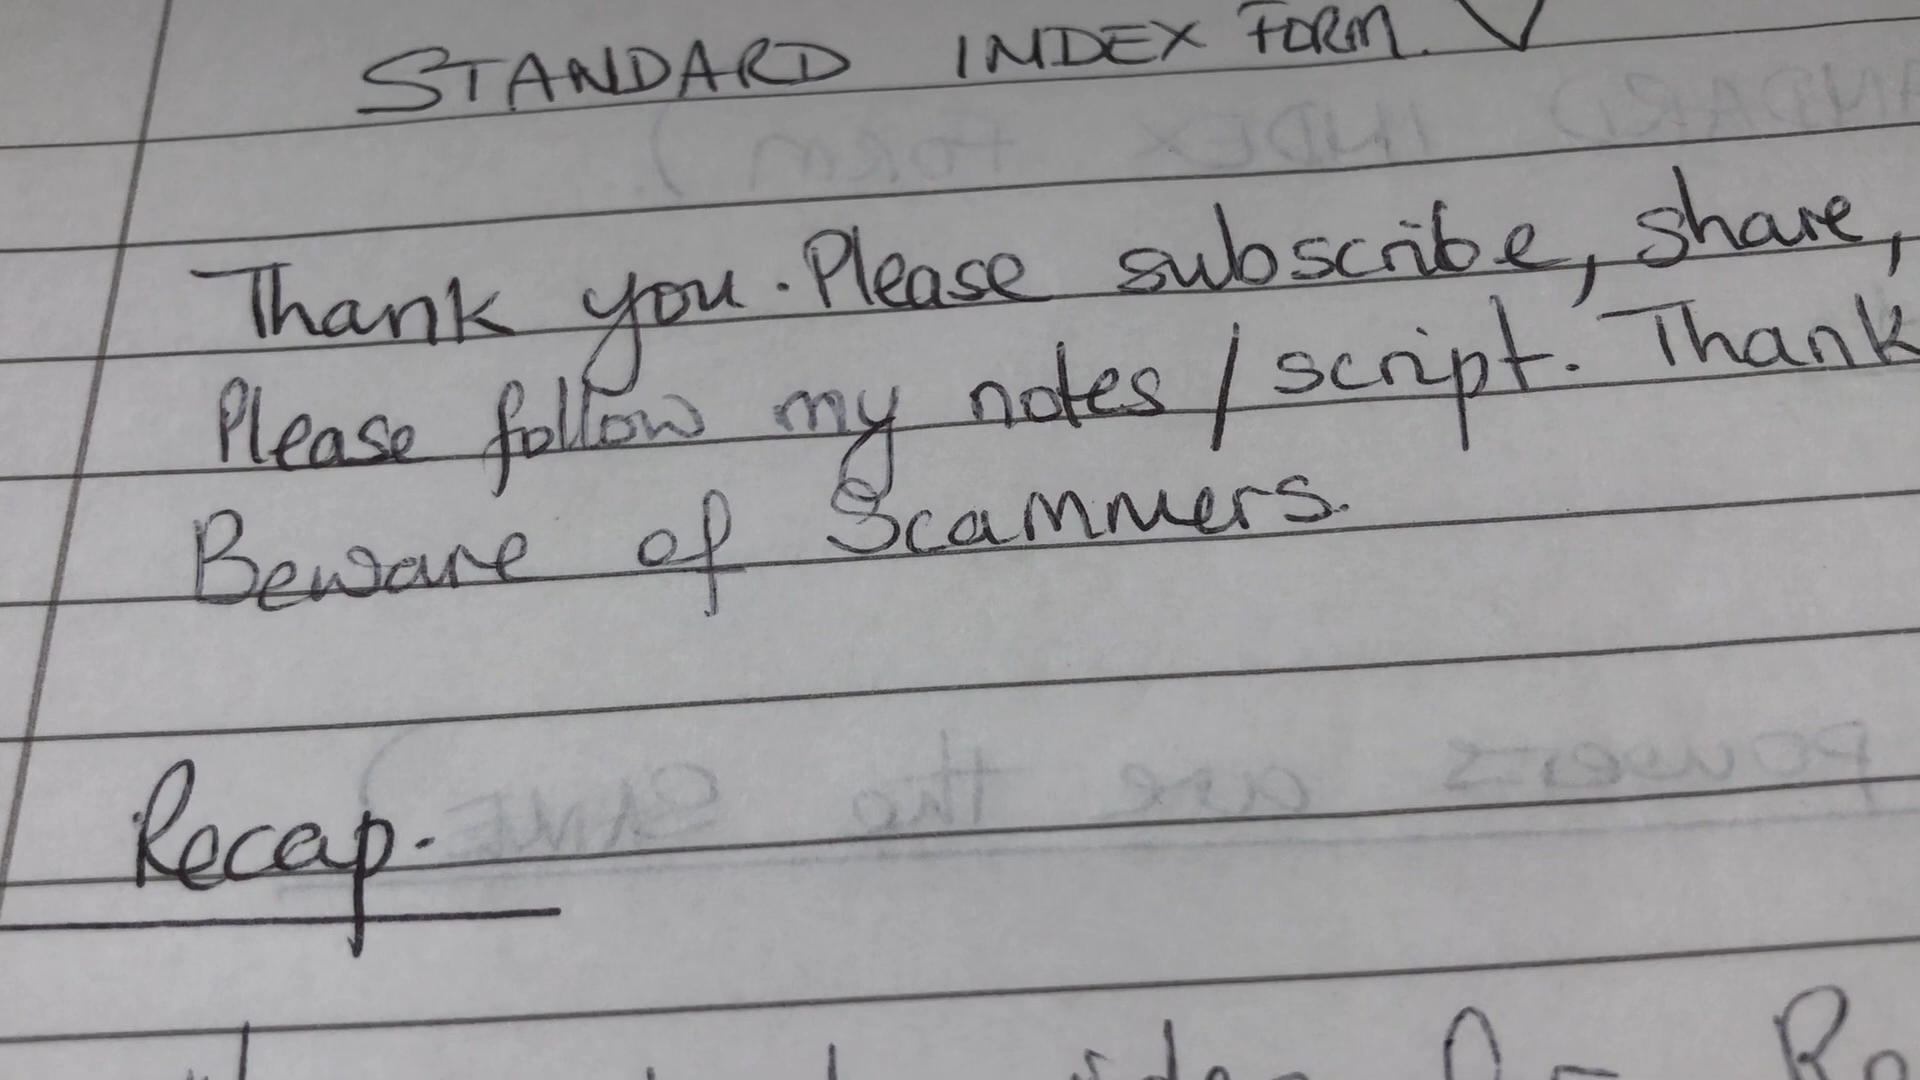 STANDARD INDEX FORM. ✓
Thank you. Please subscribe, share,
Please follow my notes / script. Thank
Beware of Scammers.
Recap.